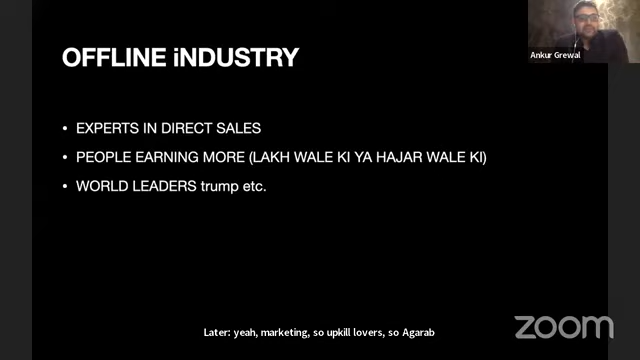 OFFLINE iNDUSTRY
Ankur Grewal
• EXPERTS IN DIRECT SALES
• PEOPLE EARNING MORE (LAKH WALE KI YA HAJAR WALE KI)
• WORLD LEADERS trump etc.
Later: yeah, marketing, so upkill lovers, so Agarab
zoom